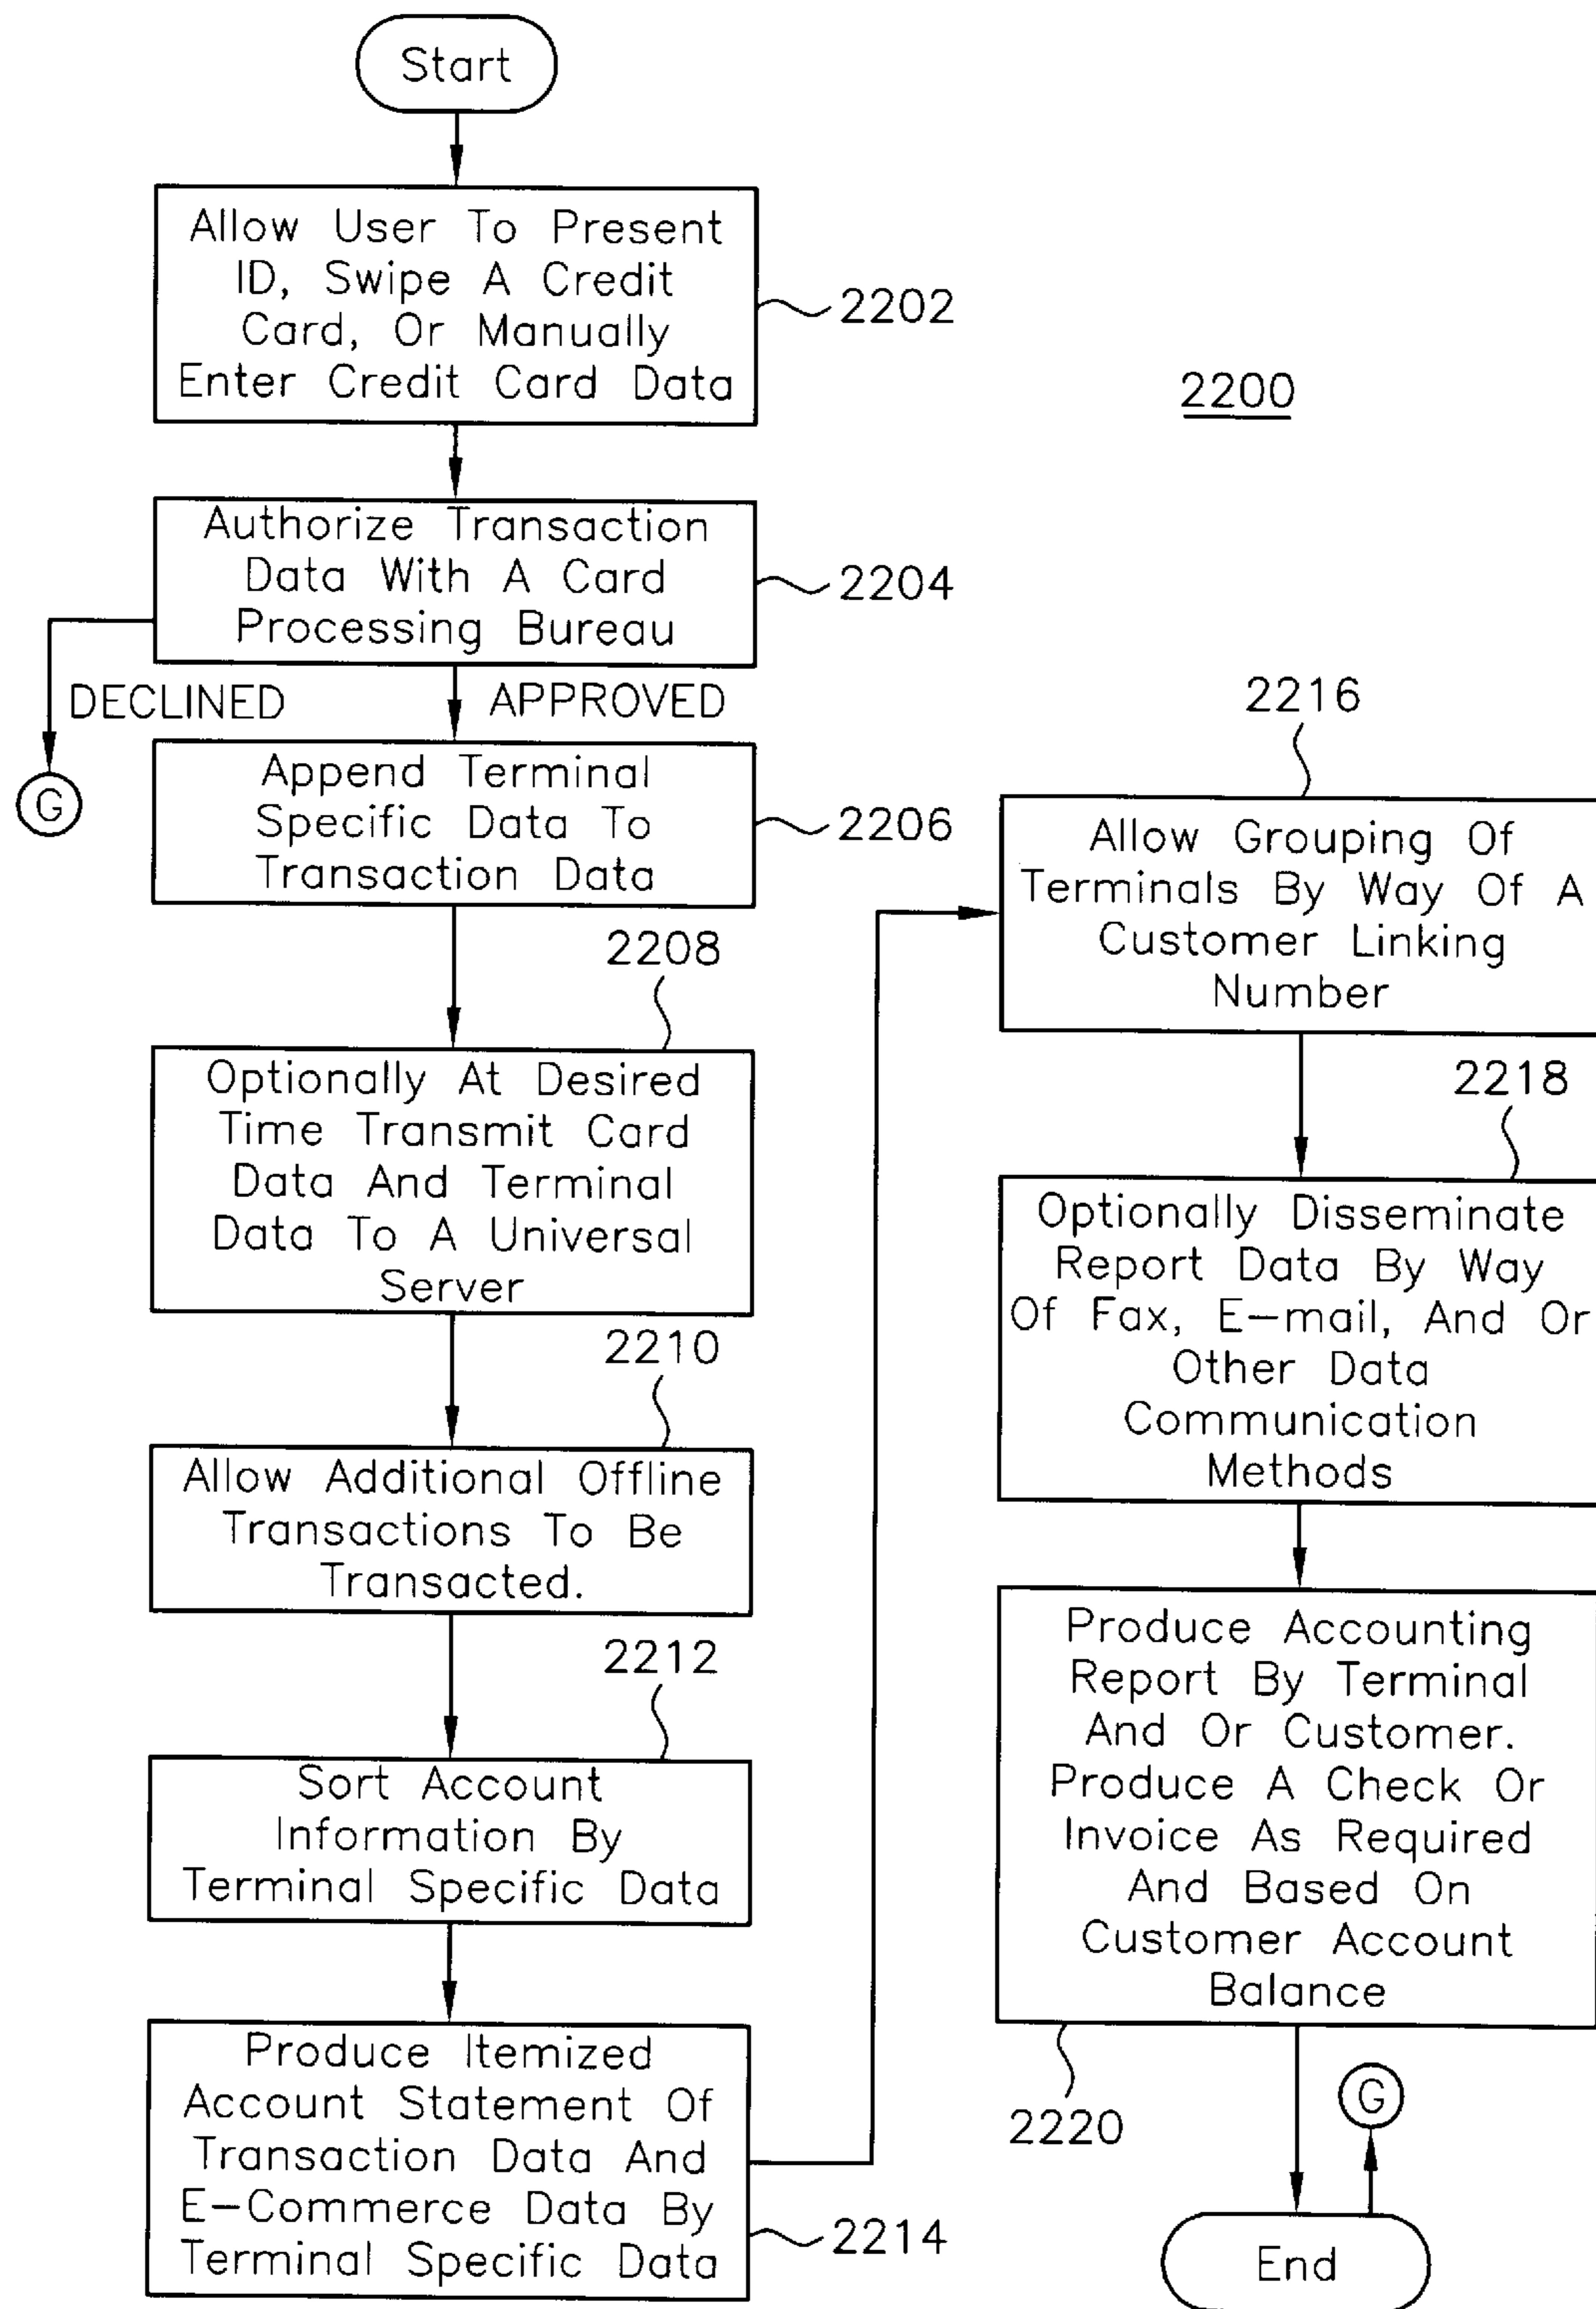 Start
Allow User To Present
ID, Swipe A Credit
Card, Or Manually
Enter Credit Card Data
2202
2200
Authorize Transaction
Data With A Card
Processing Bureau
2204
DECLINED
APPROVED
G
Append Terminal
Specific Data To
Transaction Data
2206
2208
Optionally At Desired
Time Transmit Card
Data And Terminal
Data To A Universal
Server
2210
Allow Additional Offline
Transactions To Be
Transacted.
2212
Sort Account
Information By
Terminal Specific Data
Produce Itemized
Account Statement Of
Transaction Data And
E-Commerce Data By
Terminal Specific Data
2214
2216
Allow Grouping Of
Terminals By Way Of A
Customer Linking
Number
2218
Optionally Disseminate
Report Data By Way
Of Fax, E-mail, And Or
Other Data
Communication
Methods
Produce Accounting
Report By Terminal
And Or Customer.
Produce A Check Or
Invoice As Required
And Based On
Customer Account
Balance
2220
G
End